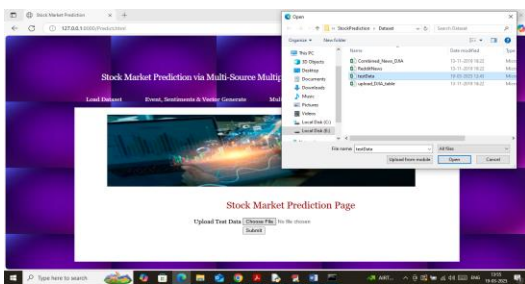 Stock Market Prediction
127.0.0.1
Stock Market Prediction via Multi-Source Multip
Load Dataset Event, Sentiments & Vector Generate Mul
Stock Market Prediction Page
Upload Test Data Choose File No file chosen
Submit
Open
StockPrediction > Dataset
Search Dataset
Organize New folder
Name Date modified Type
This PC
3D Objects
Desktop
Documents
Downloads
Music
Pictures
Videos
Local Disk (C:)
Local Disk (E:)
Combined_News_DJIA
RedditNews
testData
upload_DJIA_table
File name: testData All files
Upload from mobile Open Cancel
Type here to search
ENG